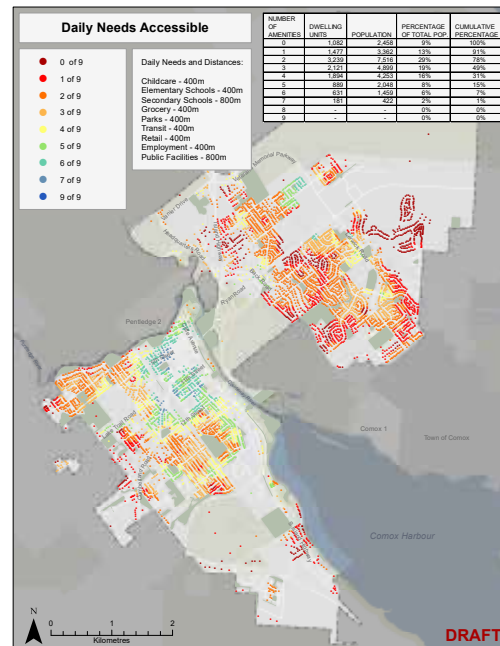 Daily Needs Accessible
0 of 9
1 of 9
2 of 9
3 of 9
4 of 9
5 of 9
6 of 9
7 of 9
9 of 9
Daily Needs and Distances:
Childcare - 400m
Elementary Schools - 400m
Secondary Schools - 800m
Grocery - 400m
Parks - 400m
Transit - 400m
Retail - 400m
Employment - 400m
Public Facilities - 800m
NUMBER OF AMENITIES DWELLING UNITS POPULATION PERCENTAGE OF TOTAL POP. CUMULATIVE PERCENTAGE
0 1,082 2,458 9% 100%
1 1,477 3,362 13% 91%
2 3,239 7,516 29% 78%
3 2,121 4,899 19% 49%
4 1,894 4,253 16% 31%
5 889 2,048 8% 15%
6 631 1,459 6% 7%
7 181 422 2% 1%
8 - - 0% 0%
9 - - 0% 0%
Memorial Parkway
Ryan Road
Pentledge 2
Comox 1
Town of Comox
Comox Harbour
N
0 0.5 1 2
Kilometres
DRAFT